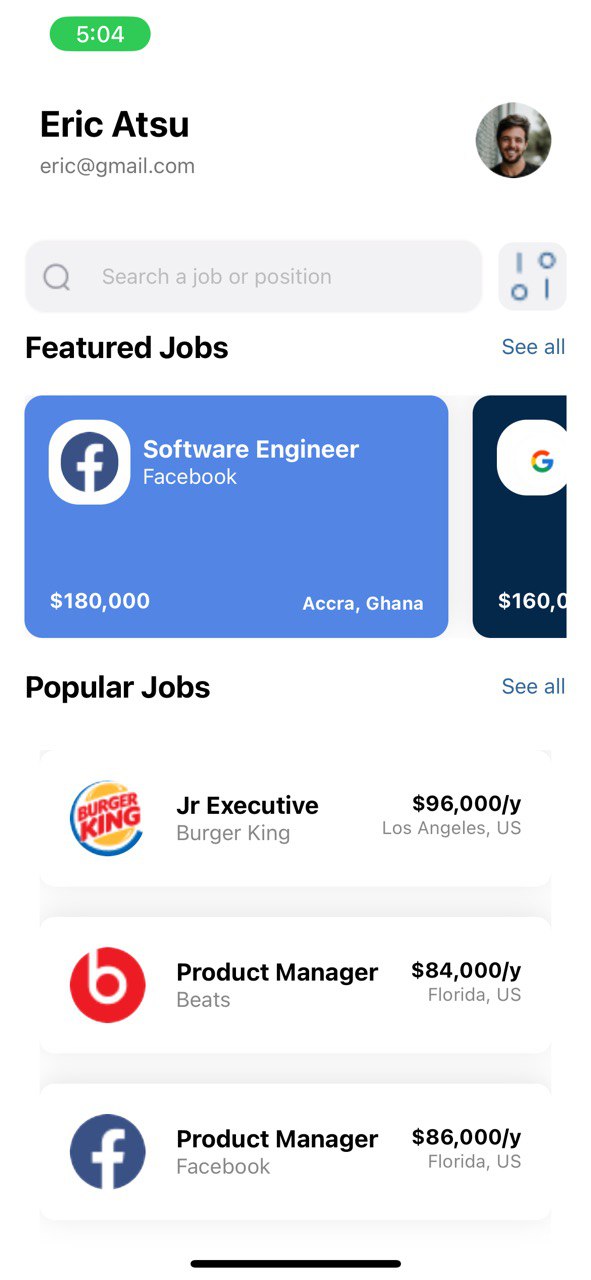 5:04
Eric Atsu
eric@gmail.com
Search a job or position
Featured Jobs
See all
Software Engineer
Facebook
$180,000
Accra, Ghana
$160,0
Popular Jobs
See all
BURGER
KING
Jr Executive
Burger King
$96,000/y
Los Angeles, US
Product Manager
Beats
$84,000/y
Florida, US
Product Manager
Facebook
$86,000/y
Florida, US